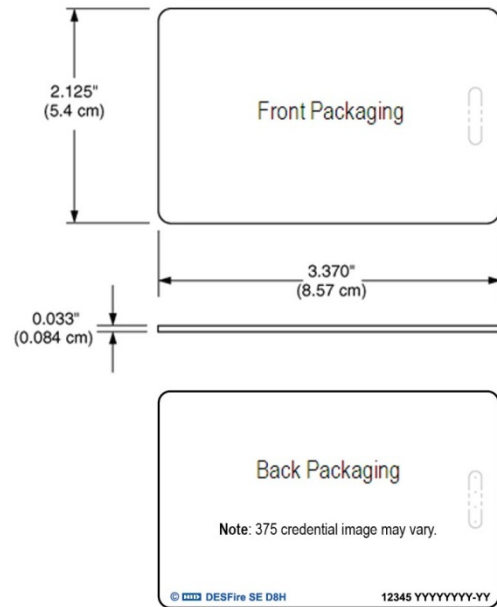 2.125"
(5.4 cm)
Front Packaging
3.370"
(8.57 cm)
0.033"
(0.084 cm)
Back Packaging
Note: 375 credential image may vary.
© HID DESFire SE D8H 12345 YYYYYYYY-YY